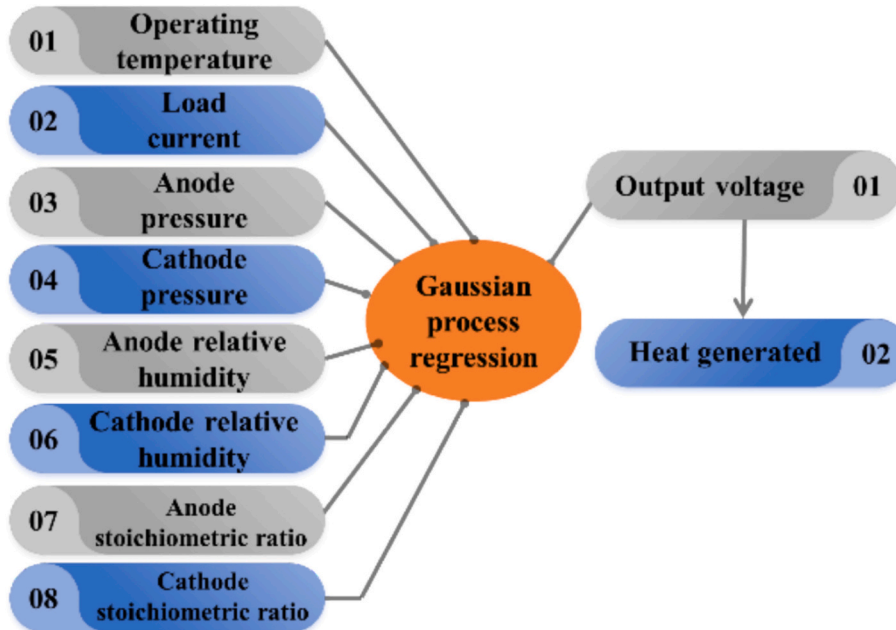 01
Operating
temperature
02
Load
current
03
Anode
pressure
04
Cathode
pressure
05
Anode relative
humidity
06
Cathode relative
humidity
07
Anode
stoichiometric ratio
08
Cathode
stoichiometric ratio
Gaussian
process
regression
Output voltage 01
Heat generated 02